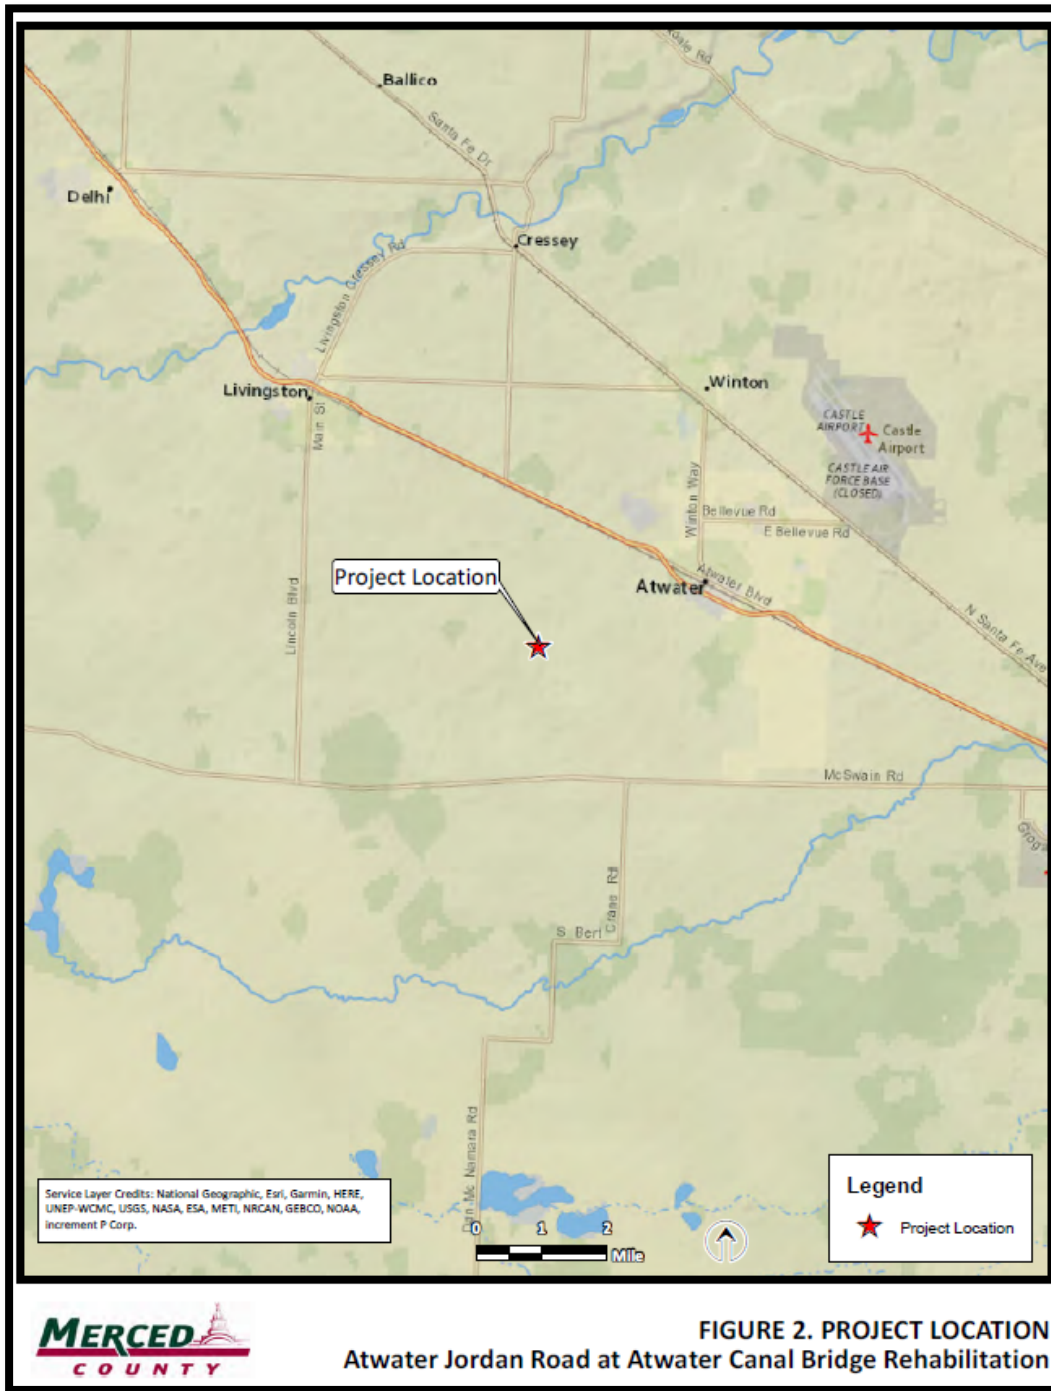 Ballico
Santa Fe Dr
Delhi
Cressey
Livingston Cressey Rd
Livingston
Main St
Winton
CASTLE
AIRPORT
Castle
Airport
CASTLE AIR
FORCE BASE
(CLOSED)
Winton Way
Bellevue Rd
E Bellevue Rd
Project Location
Atwater
Atwater Blvd
Lincoln Blvd
N Santa Fe Ave
McSwain Rd
Crane Rd
S Bert
Mc Namara Rd
Service Layer Credits: National Geographic, Esri, Garmin, HERE,
UNEP-WCMC, USGS, NASA, ESA, METI, NRCAN, GEBCO, NOAA,
increment P Corp.
0 1 2
Mile
Legend
Project Location
MERCED
COUNTY
FIGURE 2. PROJECT LOCATION
Atwater Jordan Road at Atwater Canal Bridge Rehabilitation